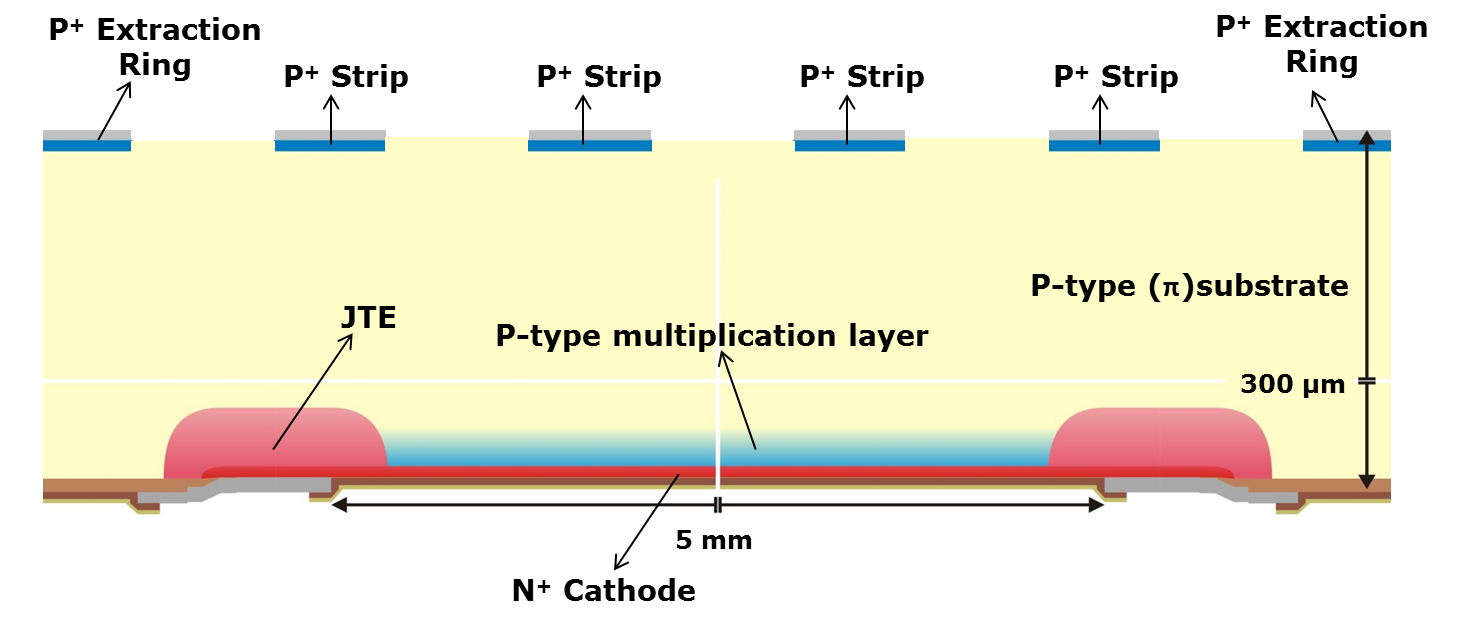 P⁺ Extraction
Ring
P⁺ Strip
P⁺ Strip
P⁺ Strip
P⁺ Strip
P⁺ Extraction
Ring
P-type (π)substrate
JTE
P-type multiplication layer
300 µm
5 mm
N⁺ Cathode